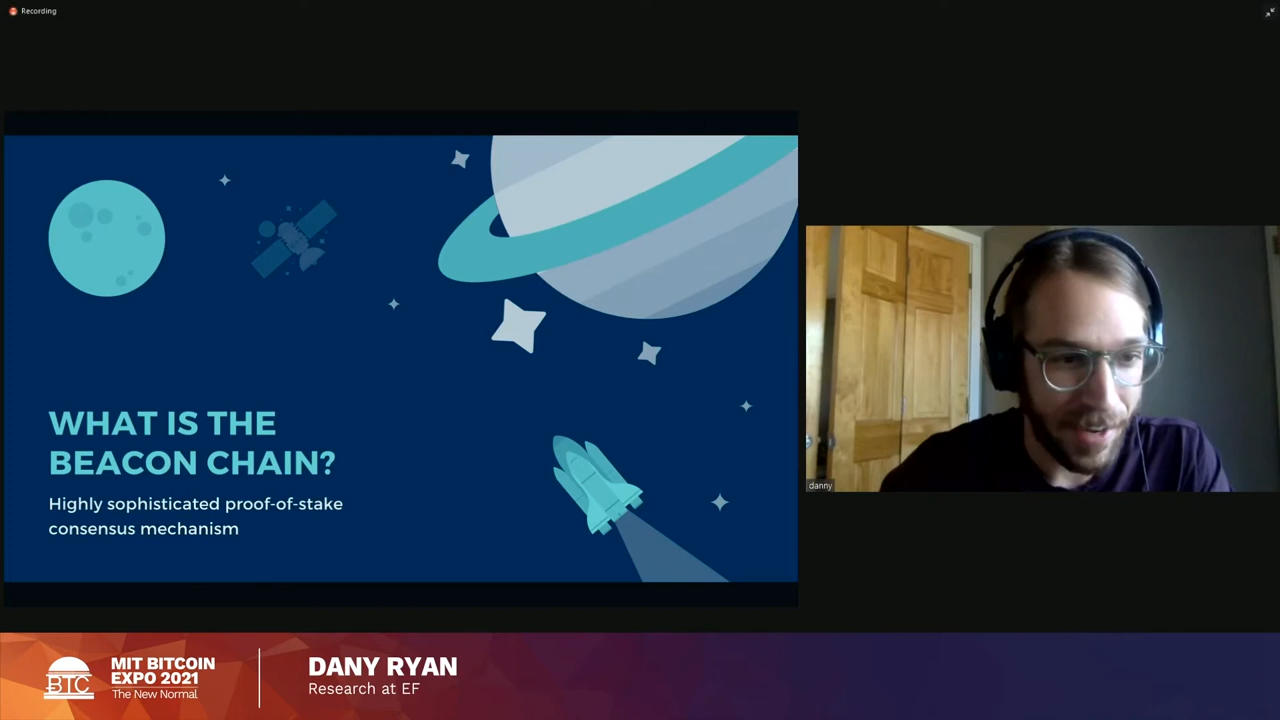 Recording
WHAT IS THE
BEACON CHAIN?
Highly sophisticated proof-of-stake
consensus mechanism
danny
BTC
MIT BITCOIN
EXPO 2021
The New Normal
DANY RYAN
Research at EF